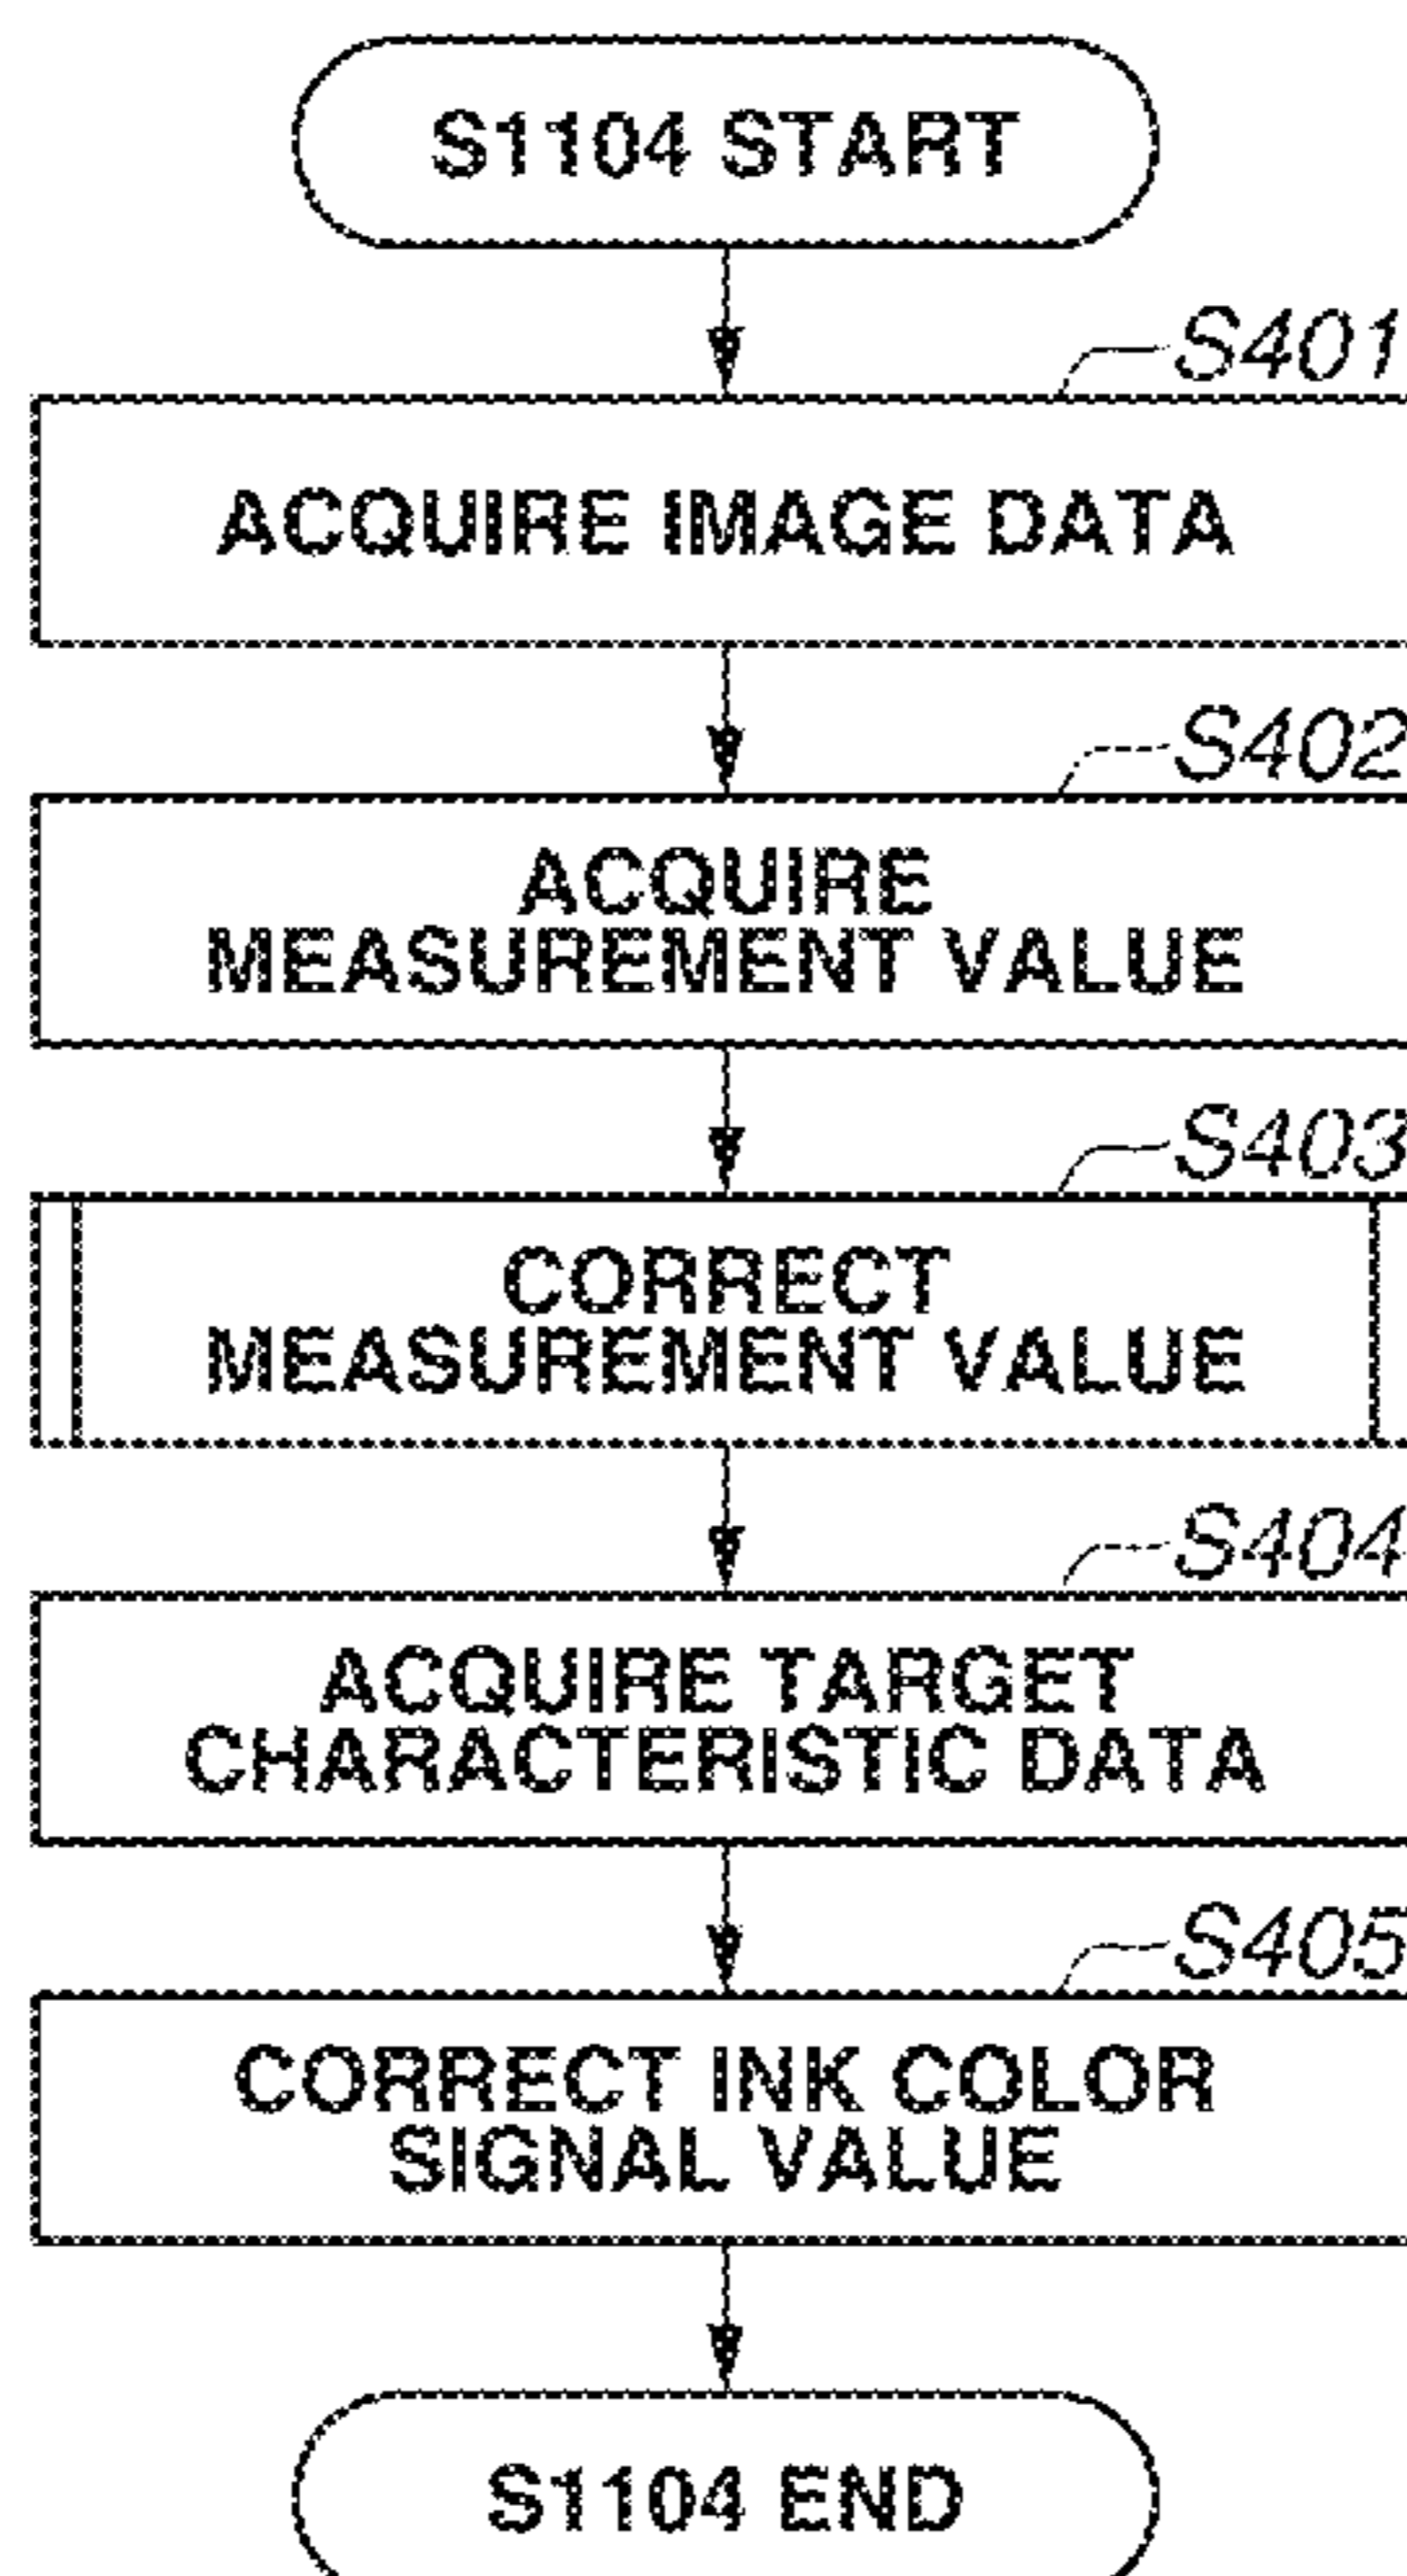 S1104 START
S401
ACQUIRE IMAGE DATA
S402
ACQUIRE
MEASUREMENT VALUE
S403
CORRECT
MEASUREMENT VALUE
S404
ACQUIRE TARGET
CHARACTERISTIC DATA
S405
CORRECT INK COLOR
SIGNAL VALUE
S1104 END